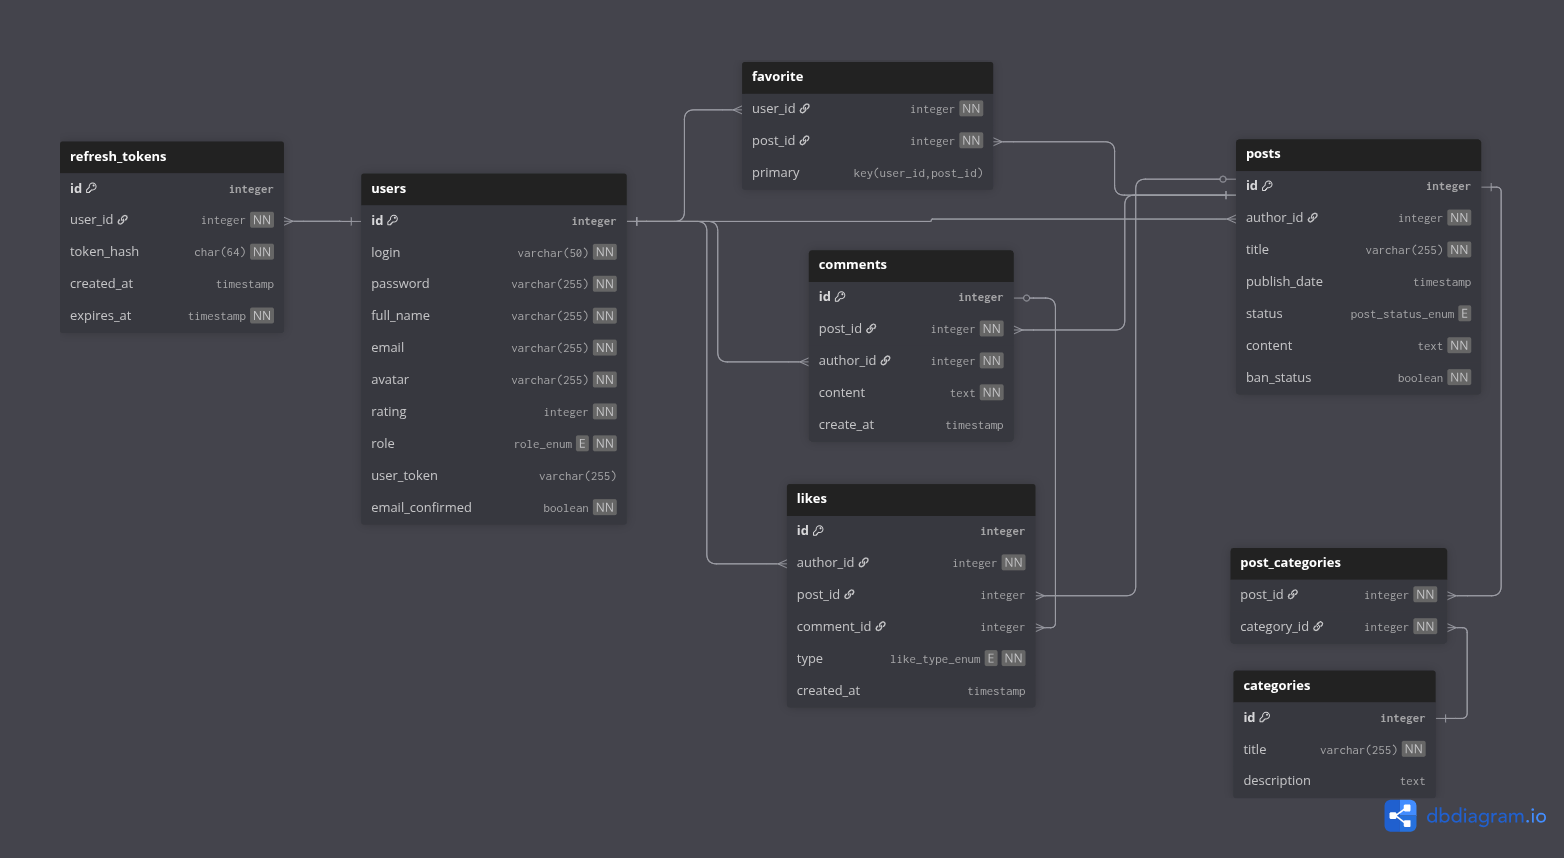 refresh_tokens
id integer
user_id integer NN
token_hash char(64) NN
created_at timestamp
expires_at timestamp NN
users
id integer
login varchar(50) NN
password varchar(255) NN
full_name varchar(255) NN
email varchar(255) NN
avatar varchar(255) NN
rating integer NN
role role_enum E NN
user_token varchar(255)
email_confirmed boolean NN
favorite
user_id integer NN
post_id integer NN
primary key(user_id,post_id)
comments
id integer
post_id integer NN
author_id integer NN
content text NN
create_at timestamp
likes
id integer
author_id integer NN
post_id integer
comment_id integer
type like_type_enum E NN
created_at timestamp
posts
id integer
author_id integer NN
title varchar(255) NN
publish_date timestamp
status post_status_enum E
content text NN
ban_status boolean NN
post_categories
post_id integer NN
category_id integer NN
categories
id integer
title varchar(255) NN
description text
dbdiagram.io